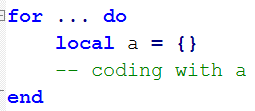 for ... do
    local a = {}
    -- coding with a
end